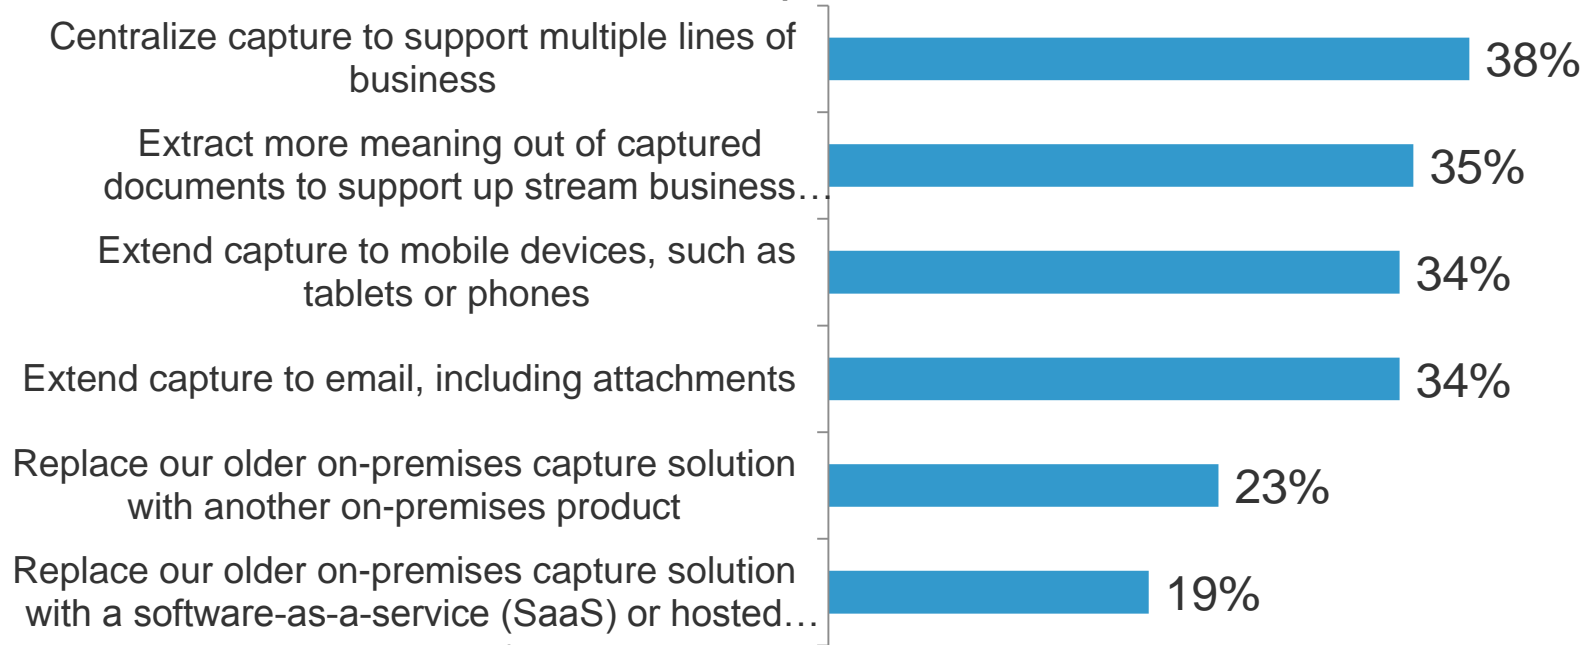 Centralize capture to support multiple lines of
business
38%
Extract more meaning out of captured
documents to support up stream business…
35%
Extend capture to mobile devices, such as
tablets or phones
34%
Extend capture to email, including attachments
34%
Replace our older on-premises capture solution
with another on-premises product
23%
Replace our older on-premises capture solution
with a software-as-a-service (SaaS) or hosted…
19%